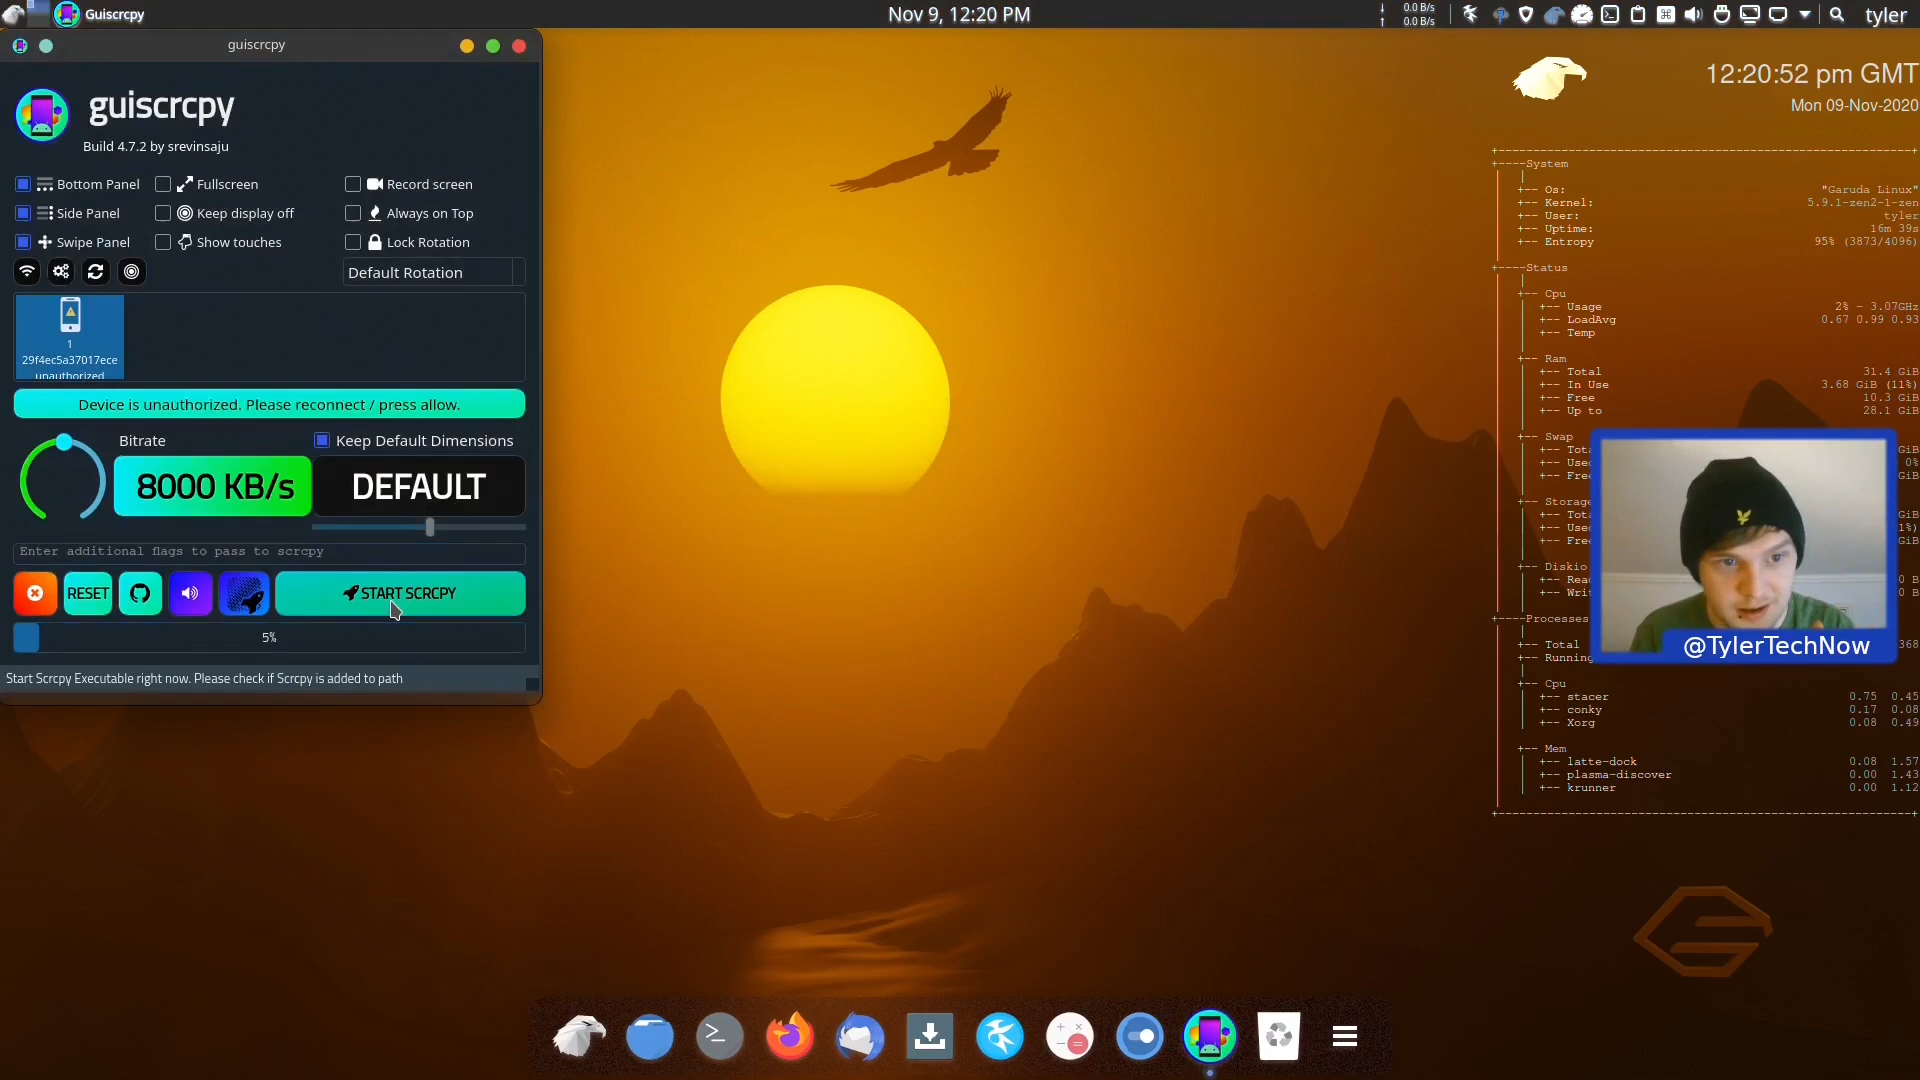 Guiscrcpy
Nov 9, 12:20 PM
0.0 B/s
0.0 B/s
tyler
guiscrcpy
guiscrcpy
Build 4.7.2 by srevinsaju
Bottom Panel
Fullscreen
Record screen
Side Panel
Keep display off
Always on Top
Swipe Panel
Show touches
Lock Rotation
Default Rotation
1
29f4ec5a37017ece
unauthorized
Device is unauthorized. Please reconnect / press allow.
Bitrate
Keep Default Dimensions
8000 KB/s
DEFAULT
Enter additional flags to pass to scrcpy
RESET
START SCRCPY
5%
Start Scrcpy Executable right now. Please check if Scrcpy is added to path
12:20:52 pm GMT
Mon 09-Nov-2020
System
Os: "Garuda Linux"
Kernel: 5.9.1-zen2-1-zen
User: tyler
Uptime: 16m 39s
Entropy 95% (3873/4096)
Status
Cpu
Usage 2% - 3.07GHz
LoadAvg 0.67 0.99 0.93
Temp
Ram
Total 31.4 GiB
In Use 3.68 GiB (11%)
Free 10.3 GiB
Up to 28.1 GiB
Swap
GiB
0%
GiB
GiB
1%)
GiB
Diskio
0 B
0 B
@TylerTechNow
Processes
Total 368
Running
Cpu
stacer 0.75 0.45
conky 0.17 0.08
Xorg 0.08 0.49
Mem
latte-dock 0.08 1.57
plasma-discover 0.00 1.43
krunner 0.00 1.12